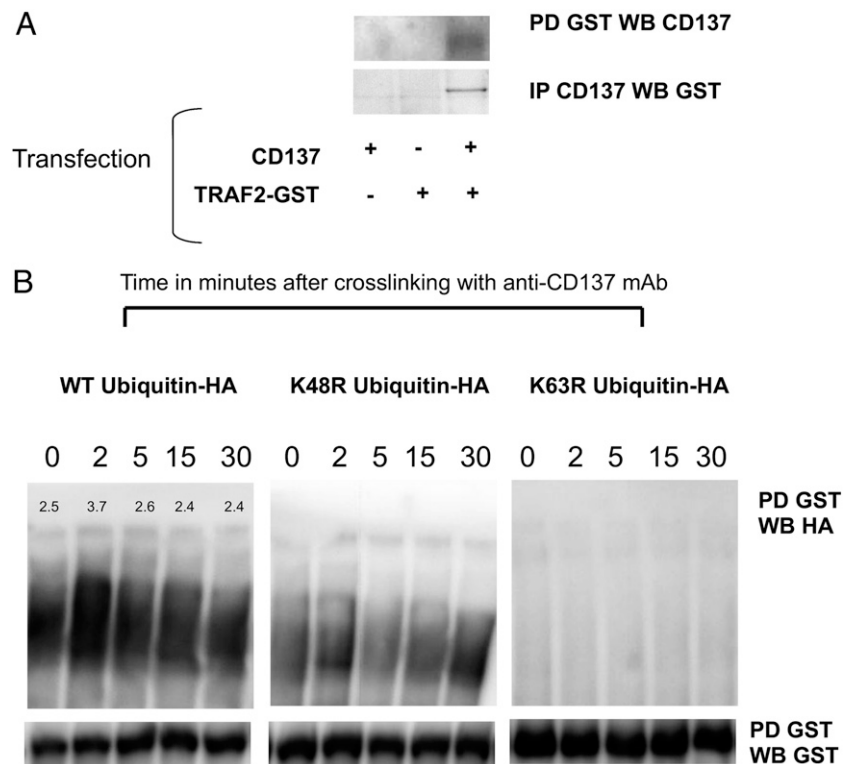 A
PD GST WB CD137
IP CD137 WB GST
Transfection
CD137 + - +
TRAF2-GST - + +
B
Time in minutes after crosslinking with anti-CD137 mAb
WT Ubiquitin-HA K48R Ubiquitin-HA K63R Ubiquitin-HA
0 2 5 15 30 0 2 5 15 30 0 2 5 15 30
2.5 3.7 2.6 2.4 2.4
PD GST
WB HA
PD GST
WB GST